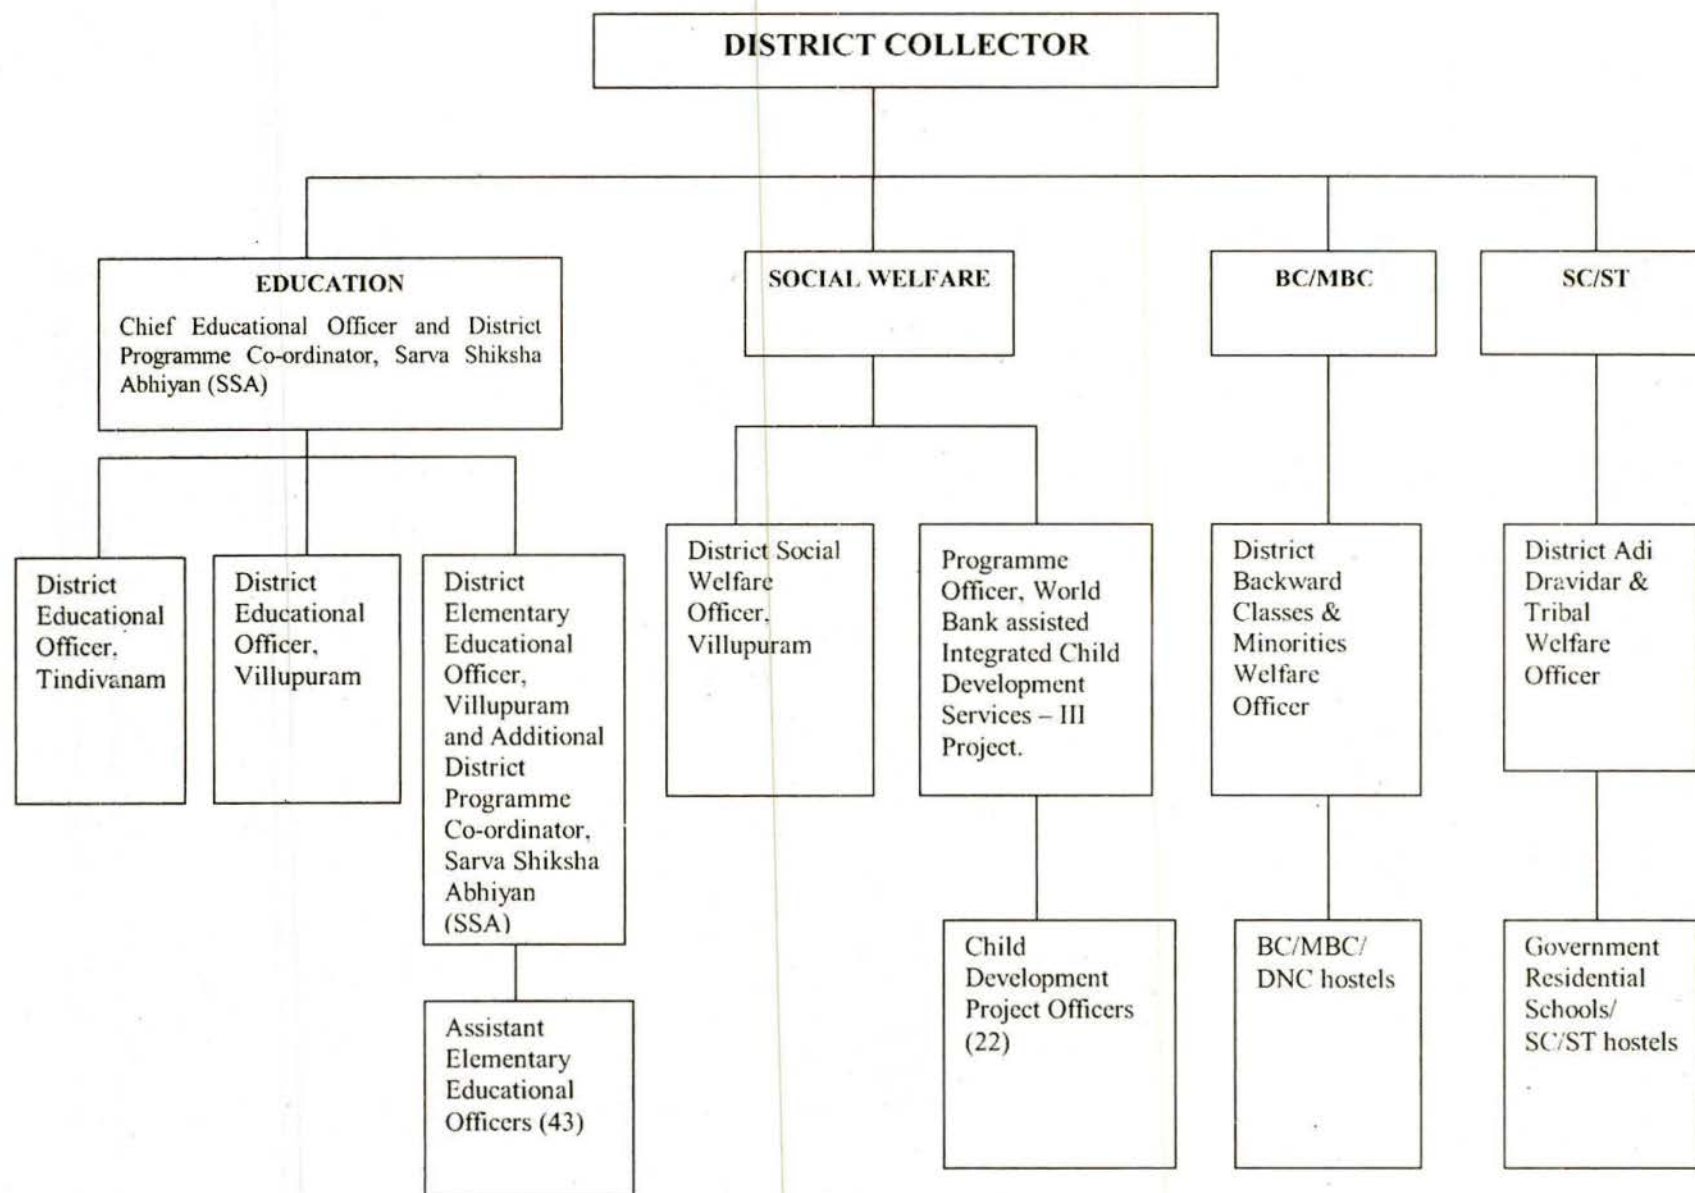 DISTRICT COLLECTOR
EDUCATION
Chief Educational Officer and District
Programme Co-ordinator, Sarva Shiksha
Abhiyan (SSA)
SOCIAL WELFARE
BC/MBC
SC/ST
District
Educational
Officer,
Tindivanam
District
Educational
Officer,
Villupuram
District
Elementary
Educational
Officer,
Villupuram
and Additional
District
Programme
Co-ordinator,
Sarva Shiksha
Abhiyan
(SSA)
District Social
Welfare
Officer,
Villupuram
Programme
Officer, World
Bank assisted
Integrated Child
Development
Services – III
Project.
District
Backward
Classes &
Minorities
Welfare
Officer
District Adi
Dravidar &
Tribal
Welfare
Officer
Assistant
Elementary
Educational
Officers (43)
Child
Development
Project Officers
(22)
BC/MBC/
DNC hostels
Government
Residential
Schools/
SC/ST hostels